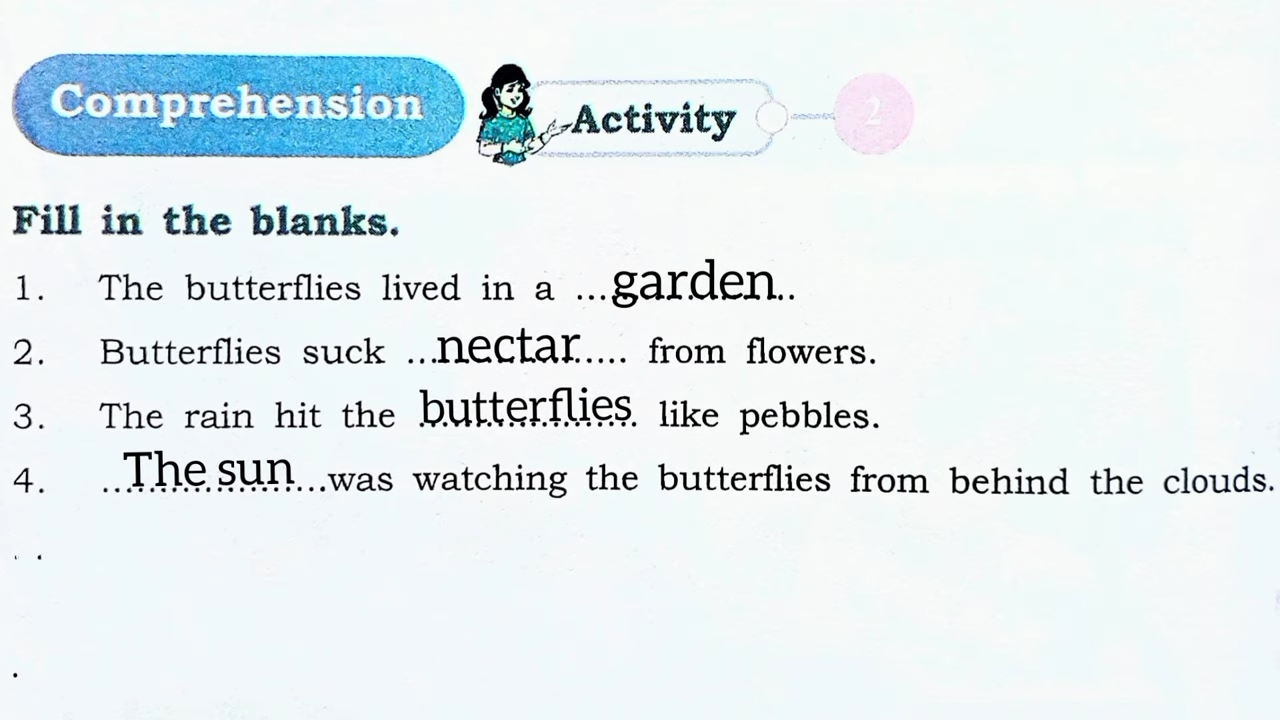 Comprehension Activity 2
Fill in the blanks.
1. The butterflies lived in a ...garden..
2. Butterflies suck ...nectar..... from flowers.
3. The rain hit the butterflies like pebbles.
4. ...The sun...was watching the butterflies from behind the clouds.